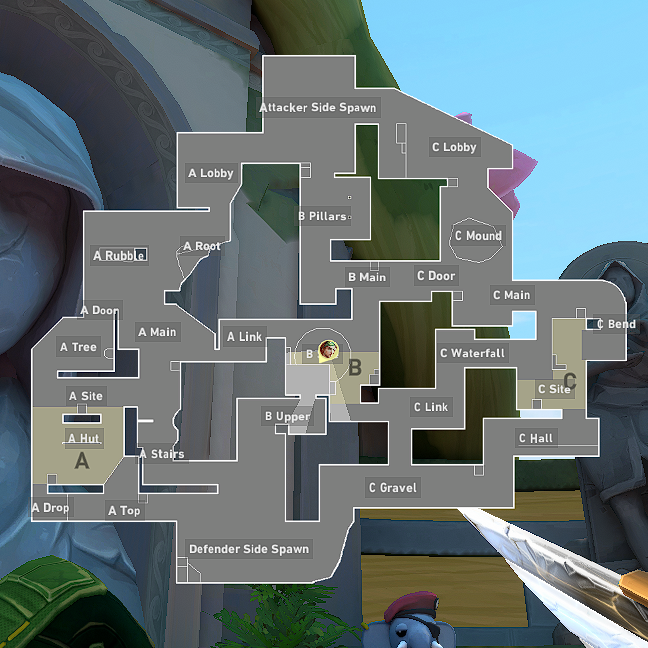 Attacker Side Spawn
C Lobby
A Lobby
B Pillars
C Mound
A Root
A Rubble
B Main
C Door
C Main
A Door
C Bend
A Main
A Link
A Tree
B
B
C Waterfall
C
C Site
A Site
C Link
B Upper
A Hut
C Hall
A Stairs
A
C Gravel
A Drop
A Top
Defender Side Spawn